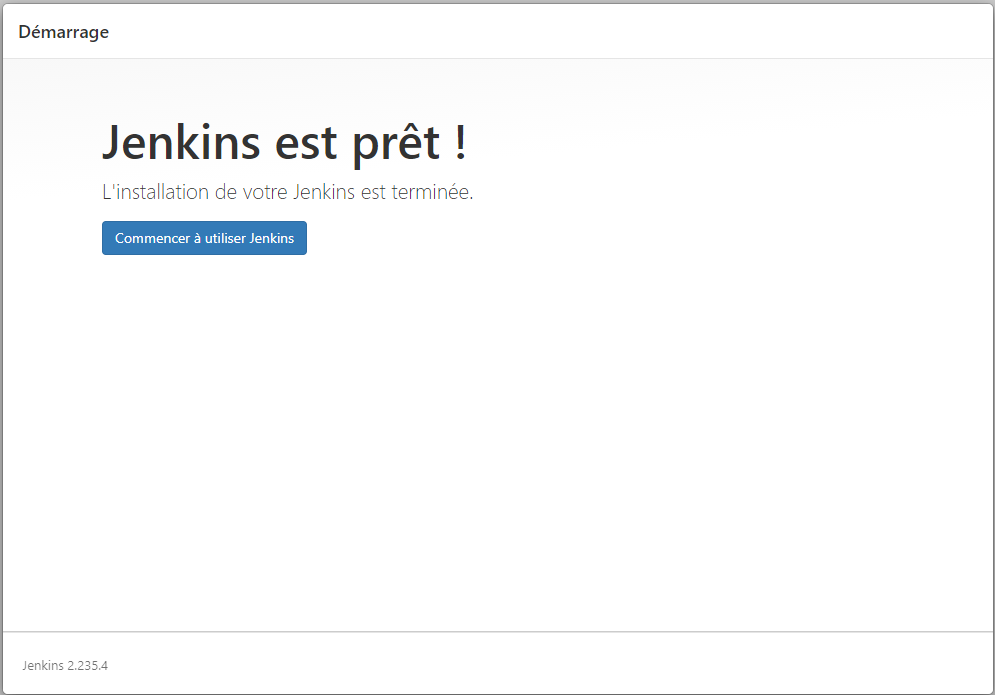 Démarrage
Jenkins est prêt !
L'installation de votre Jenkins est terminée.
Commencer à utiliser Jenkins
Jenkins 2.235.4